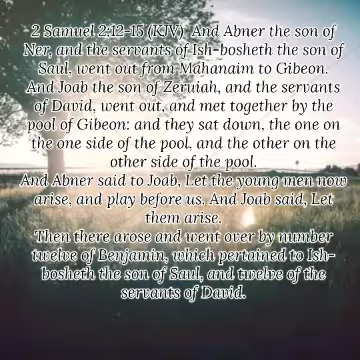 2 Samuel 2:12-15 (KJV) And Abner the son of
Ner, and the servants of Ish-bosheth the son of
Saul, went out from Mahanaim to Gibeon.
And Joab the son of Zeruiah, and the servants
of David, went out, and met together by the
pool of Gibeon: and they sat down, the one on
the one side of the pool, and the other on the
other side of the pool.
And Abner said to Joab, Let the young men now
arise, and play before us. And Joab said, Let
them arise.
Then there arose and went over by number
twelve of Benjamin, which pertained to Ish-
bosheth the son of Saul, and twelve of the
servants of David.